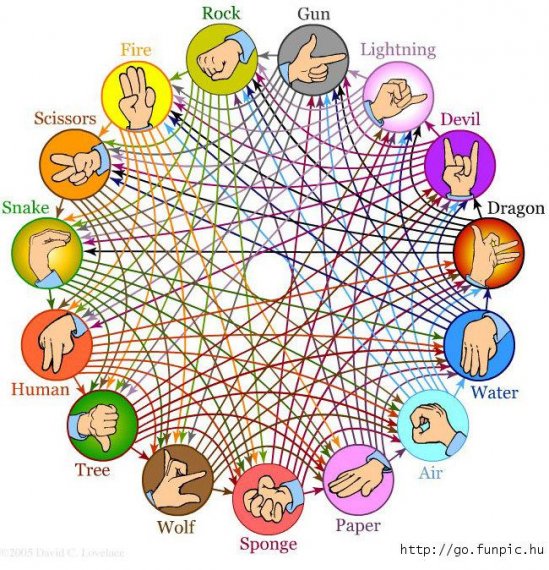 Rock
Gun
Fire
Lightning
Scissors
Devil
Snake
Dragon
Human
Water
Tree
Air
Wolf
Paper
Sponge
©2005 David C. Lovelace
http://go.funpic.hu